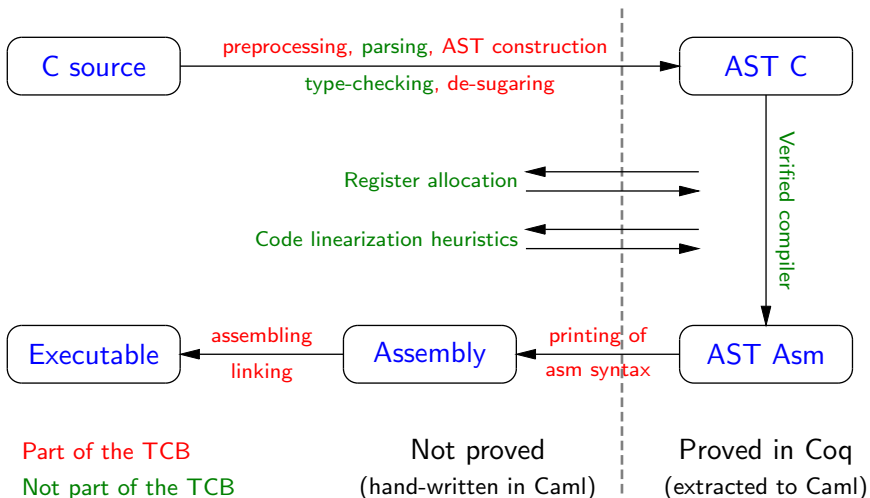 C source
preprocessing, parsing, AST construction
type-checking, de-sugaring
AST C
Register allocation
Code linearization heuristics
Verified compiler
Executable
assembling
linking
Assembly
printing of
asm syntax
AST Asm
Part of the TCB
Not part of the TCB
Not proved
(hand-written in Caml)
Proved in Coq
(extracted to Caml)